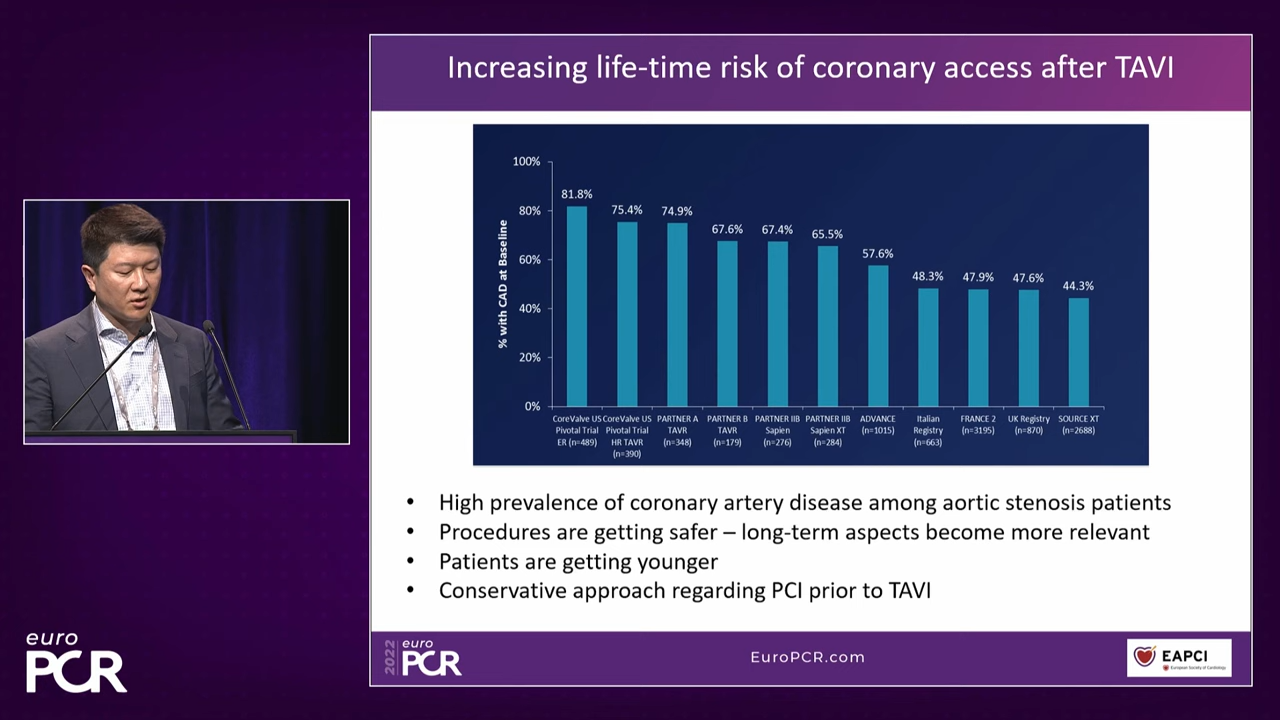 Increasing life-time risk of coronary access after TAVI
% with CAD at Baseline
100%
80%
60%
40%
20%
0%
81.8%
75.4%
74.9%
67.6%
67.4%
65.5%
57.6%
48.3%
47.9%
47.6%
44.3%
CoreValve US
Pivotal Trial
ER (n=489)
CoreValve US
Pivotal Trial
HR TAVR
(n=390)
PARTNER A
TAVR
(n=348)
PARTNER B
TAVR
(n=179)
PARTNER IIB
Sapien
(n=276)
PARTNER IIB
Sapien XT
(n=284)
ADVANCE
(n=1015)
Italian
Registry
(n=663)
FRANCE 2
(n=3195)
UK Registry
(n=870)
SOURCE XT
(n=2688)
• High prevalence of coronary artery disease among aortic stenosis patients
• Procedures are getting safer – long-term aspects become more relevant
• Patients are getting younger
• Conservative approach regarding PCI prior to TAVI
2022
euro
PCR
EuroPCR.com
EAPCI
European Society of Cardiology
euro
PCR